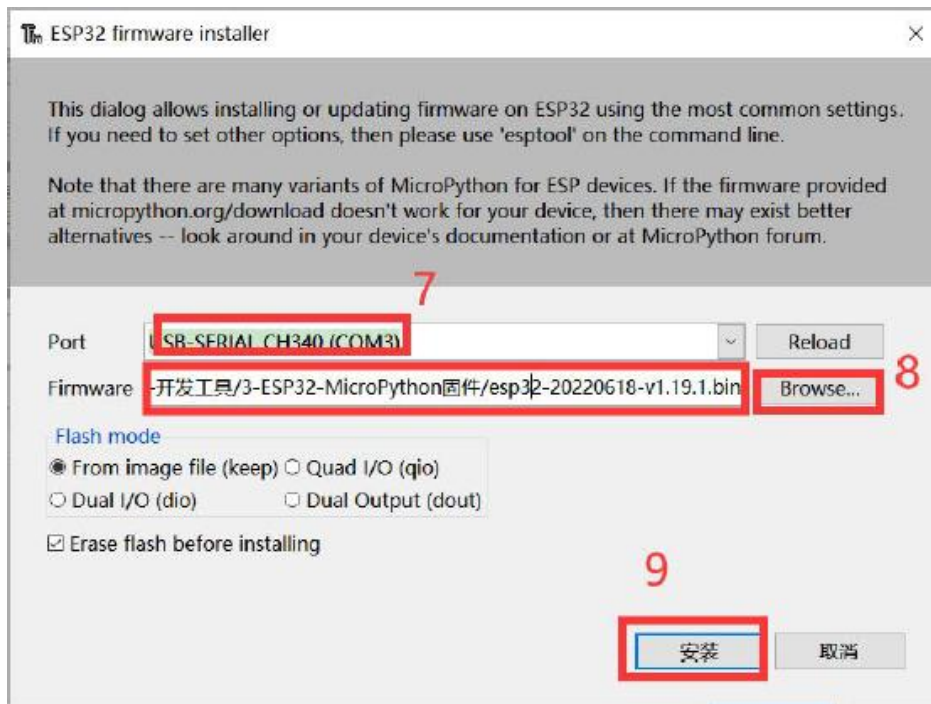 ESP32 firmware installer
This dialog allows installing or updating firmware on ESP32 using the most common settings.
If you need to set other options, then please use 'esptool' on the command line.
Note that there are many variants of MicroPython for ESP devices. If the firmware provided
at micropython.org/download doesn't work for your device, then there may exist better
alternatives -- look around in your device's documentation or at MicroPython forum.
7
Port USB-SERIAL CH340 (COM3) Reload
Firmware -开发工具/3-ESP32-MicroPython固件/esp32-20220618-v1.19.1.bin Browse... 8
Flash mode
From image file (keep) Quad I/O (qio)
Dual I/O (dio) Dual Output (dout)
Erase flash before installing
9
安装 取消